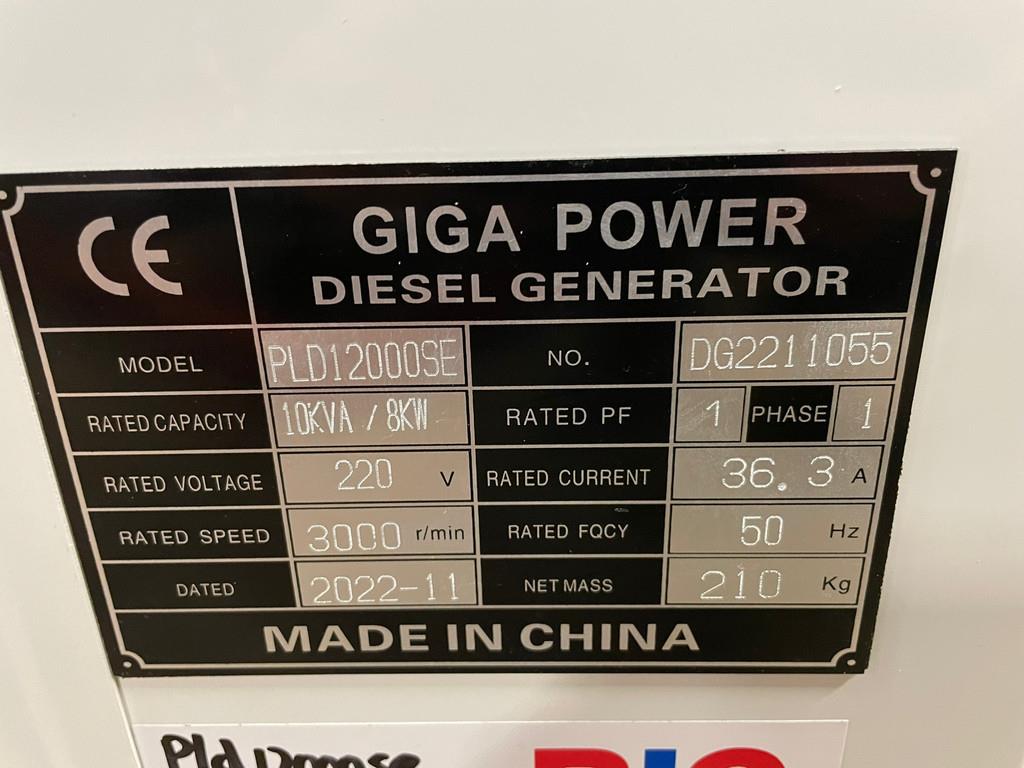 CE
GIGA POWER
DIESEL GENERATOR
MODEL PLD12000SE NO. DG2211055
RATED CAPACITY 10KVA / 8KW RATED PF 1 PHASE 1
RATED VOLTAGE 220 V RATED CURRENT 36.3 A
RATED SPEED 3000 r/min RATED FQCY 50 Hz
DATED 2022-11 NET MASS 210 Kg
MADE IN CHINA
Pld12000se